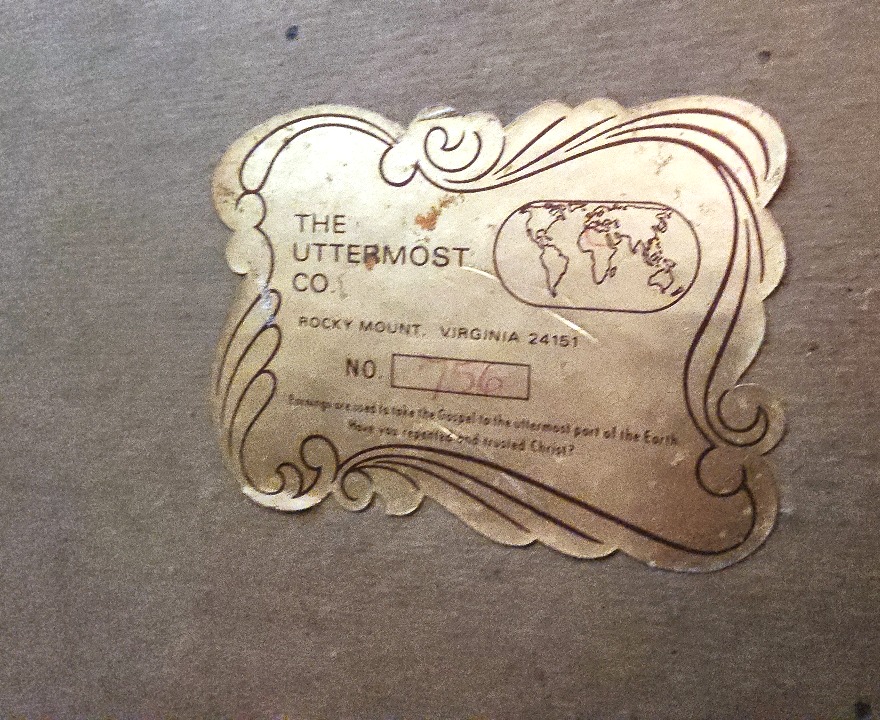 THE
UTTERMOST
CO.
ROCKY MOUNT, VIRGINIA 24151
NO. 756
Earnings are used to take the Gospel to the uttermost part of the Earth
Have you repented and trusted Christ?